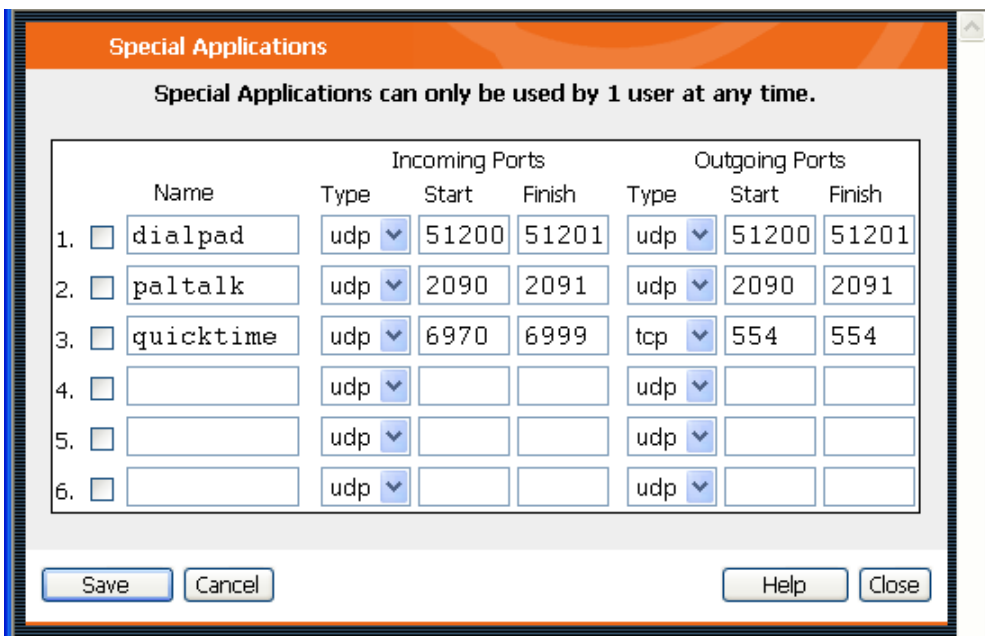 Special Applications
Special Applications can only be used by 1 user at any time.
Incoming Ports Outgoing Ports
Name Type Start Finish Type Start Finish
1. dialpad udp 51200 51201 udp 51200 51201
2. paltalk udp 2090 2091 udp 2090 2091
3. quicktime udp 6970 6999 tcp 554 554
4. udp udp
5. udp udp
6. udp udp
Save Cancel Help Close